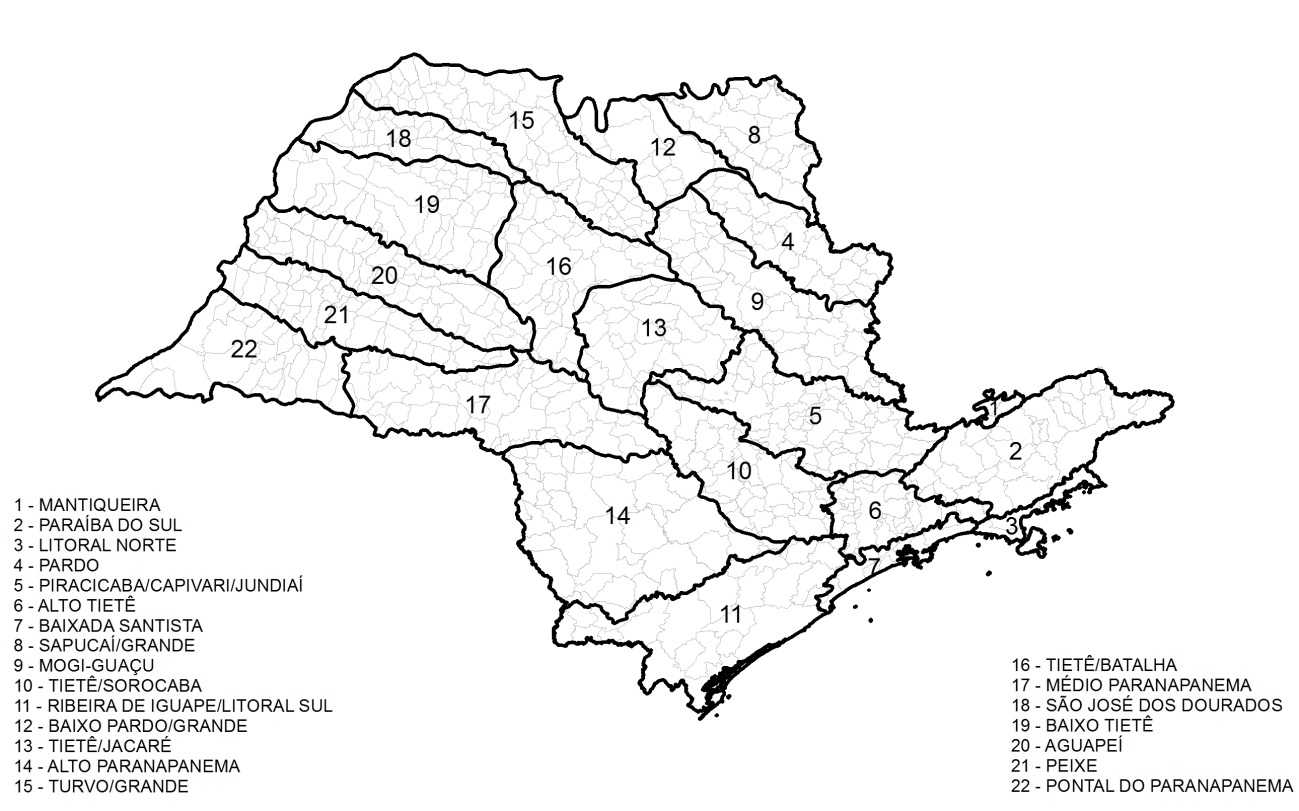 15
8
18
12
19
4
16
20
9
21
13
22
1
17
5
2
10
6
14
3
7
11
1 - MANTIQUEIRA
2 - PARAÍBA DO SUL
3 - LITORAL NORTE
4 - PARDO
5 - PIRACICABA/CAPIVARI/JUNDIAÍ
6 - ALTO TIETÊ
7 - BAIXADA SANTISTA
8 - SAPUCAÍ/GRANDE
9 - MOGI-GUAÇU
10 - TIETÊ/SOROCABA
11 - RIBEIRA DE IGUAPE/LITORAL SUL
12 - BAIXO PARDO/GRANDE
13 - TIETÊ/JACARÉ
14 - ALTO PARANAPANEMA
15 - TURVO/GRANDE
16 - TIETÊ/BATALHA
17 - MÉDIO PARANAPANEMA
18 - SÃO JOSÉ DOS DOURADOS
19 - BAIXO TIETÊ
20 - AGUAPEÍ
21 - PEIXE
22 - PONTAL DO PARANAPANEMA